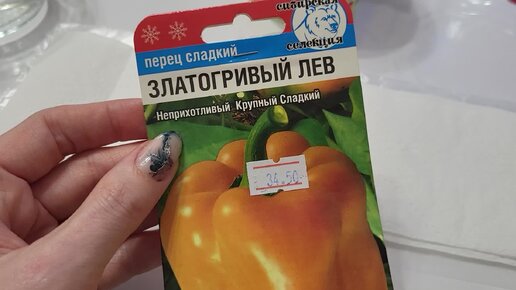 сибирская
селекция
перец сладкий
ЗЛАТОГРИВЫЙ ЛЕВ
Неприхотливый Крупный Сладкий
34.50